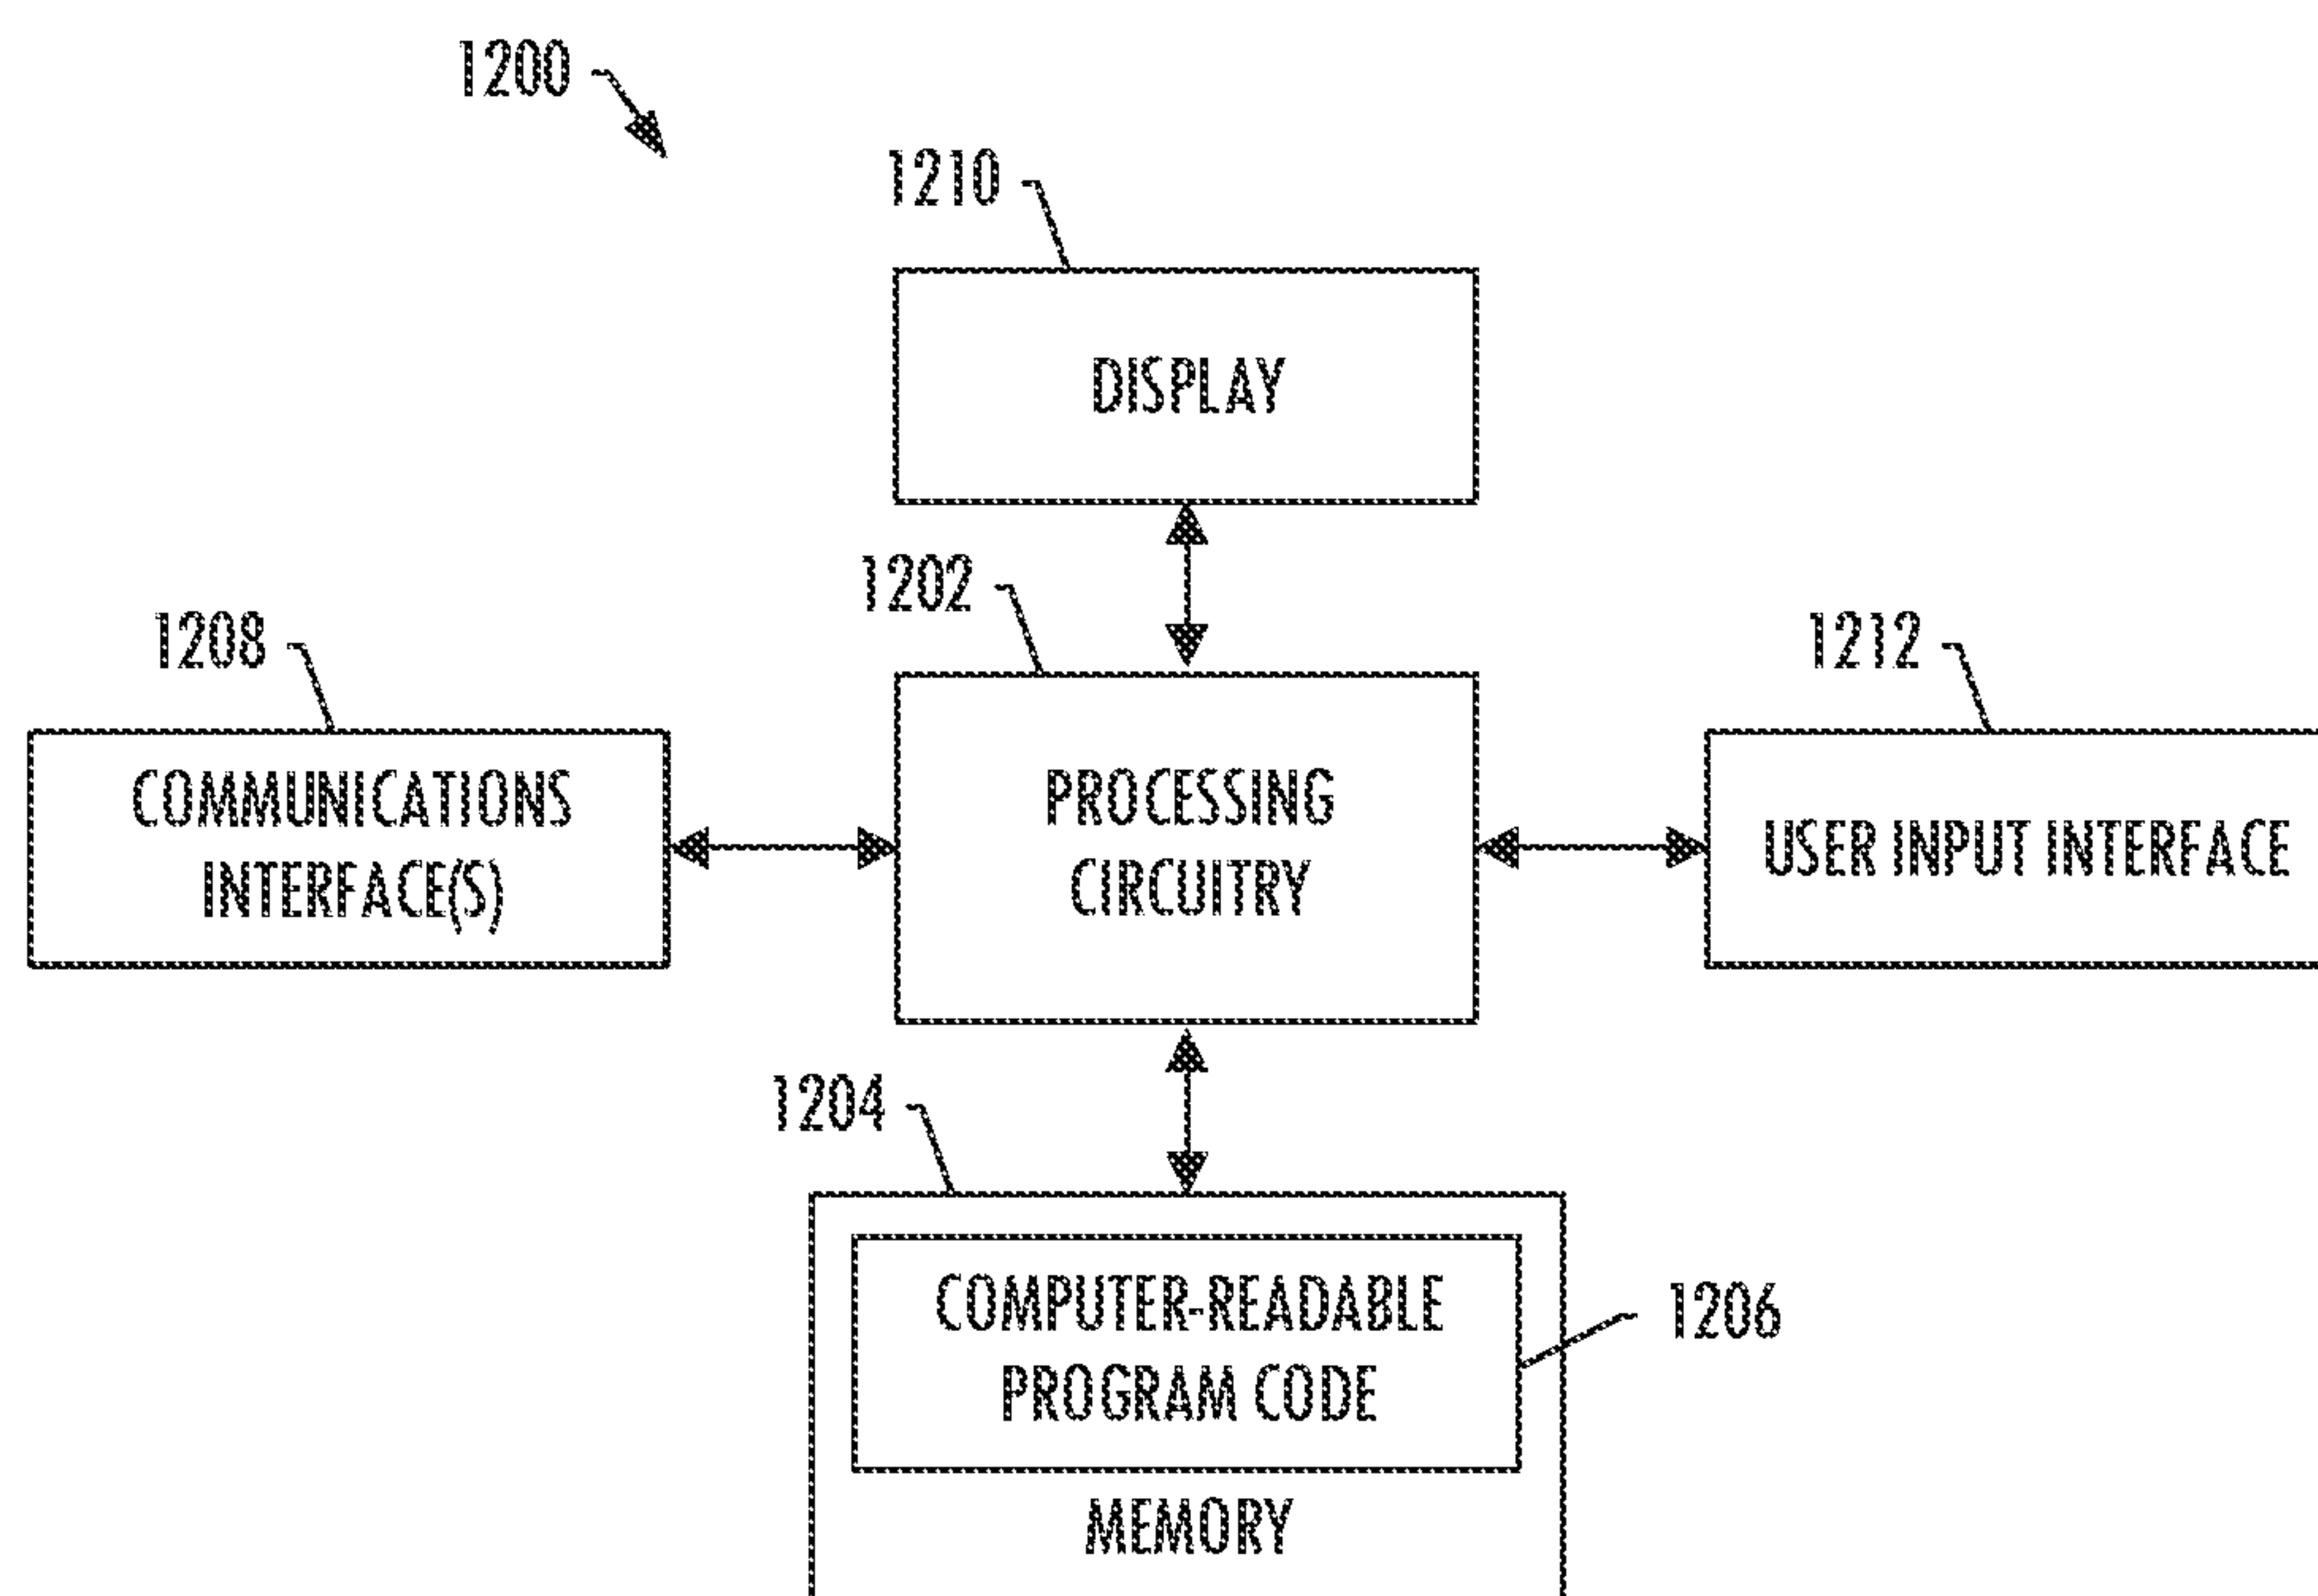 1200
1210
DISPLAY
1202
1208
1212
COMMUNICATIONS
INTERFACE(S)
PROCESSING
CIRCUITRY
USER INPUT INTERFACE
1204
COMPUTER-READABLE
PROGRAM CODE
1206
MEMORY